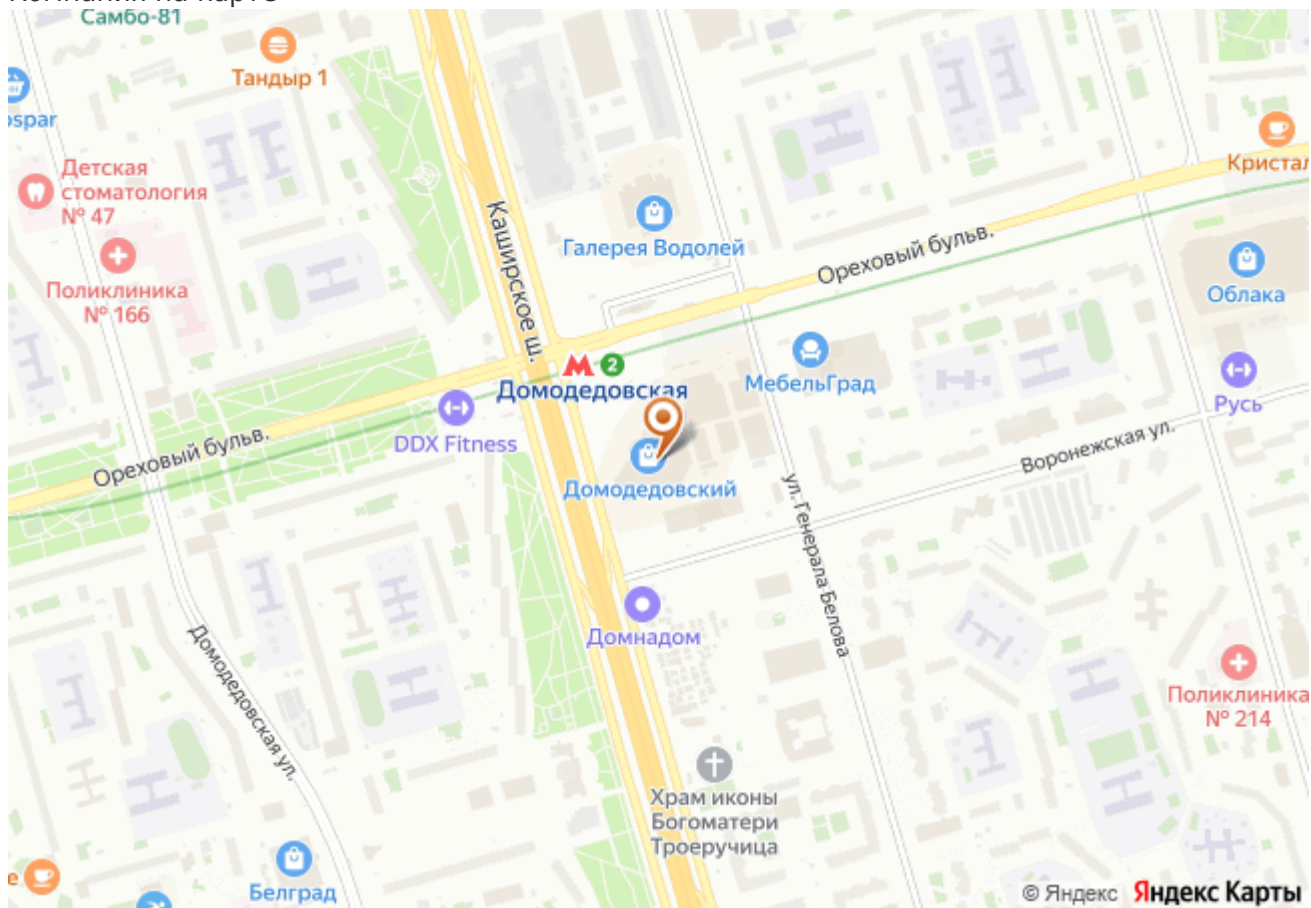 Самбо-81
Тандыр 1
Детская
стоматология
№ 47
Поликлиника
№ 166
Каширское ш.
Галерея Водолей
Ореховый бульв.
Кристал
Облака
2
Домодедовская
МебельГрад
Русь
DDX Fitness
Ореховый бульв.
Домодедовский
Воронежская ул.
ул. Генерала Белова
Домнадом
Домодедовская ул.
Поликлиника
№ 214
Храм иконы
Богоматери
Троеручица
Белград
© Яндекс Яндекс Карты